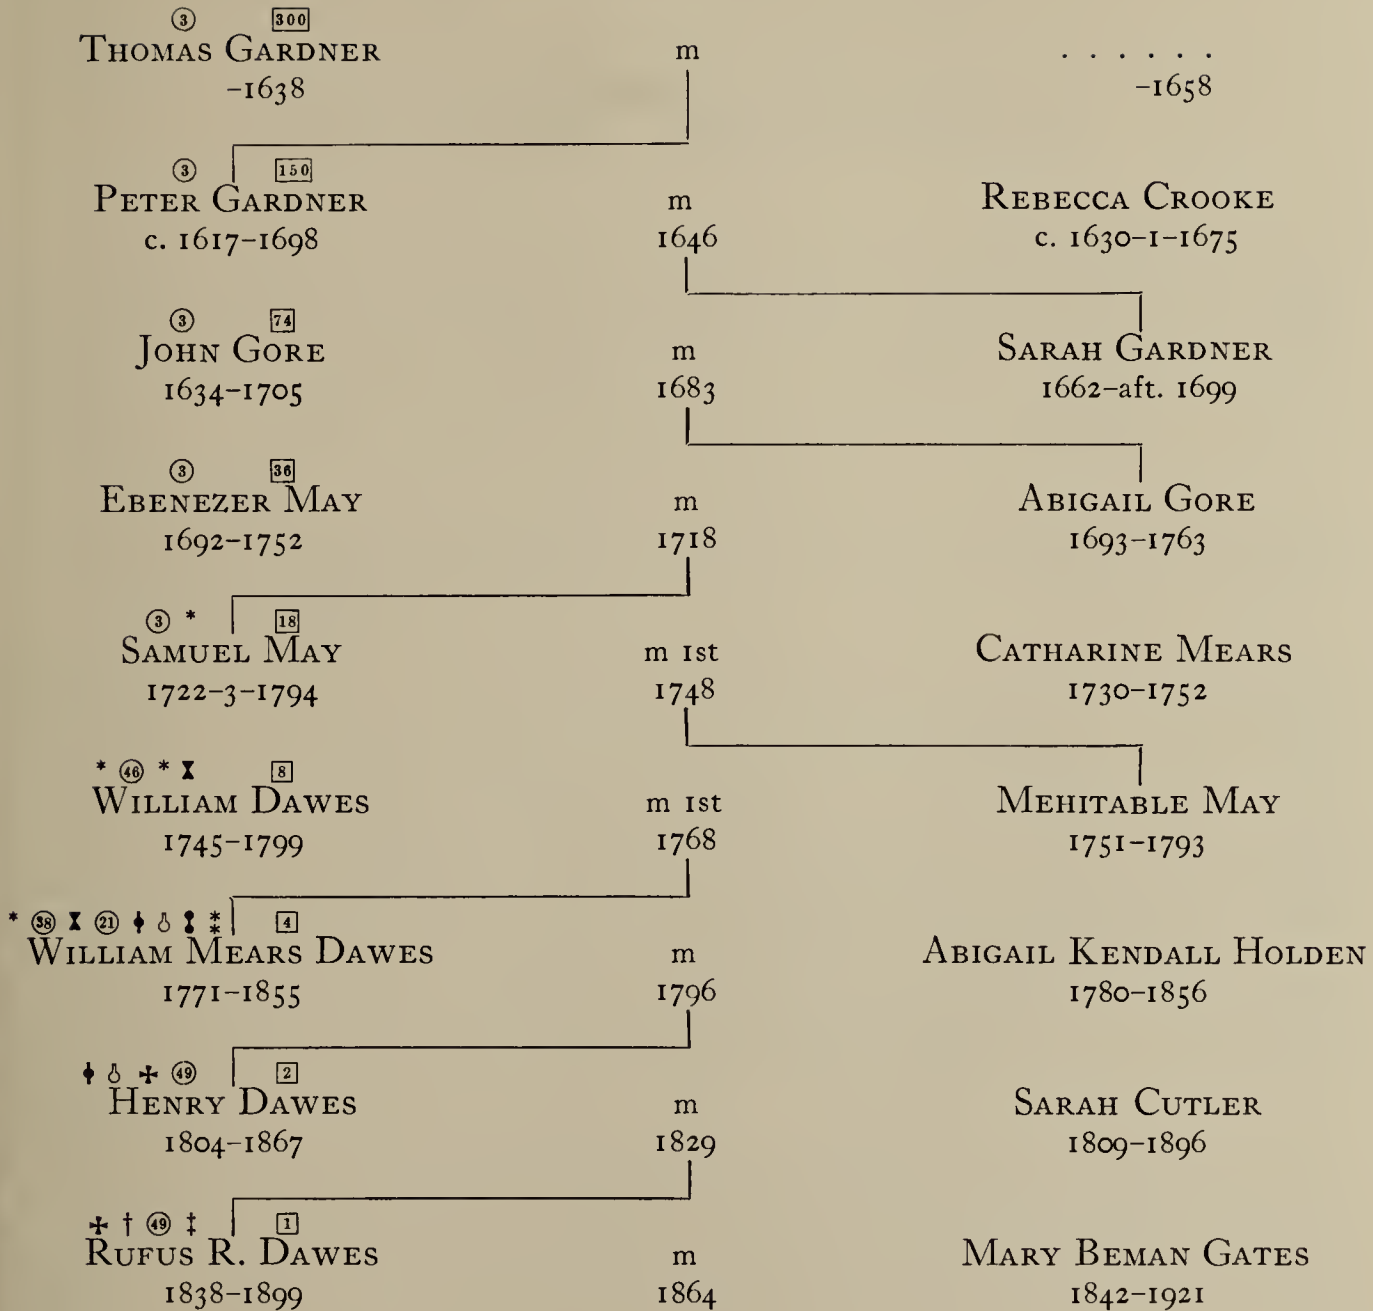 ③ 300
THOMAS GARDNER m . . . . . .
-1638 -1658
③ 150
PETER GARDNER m REBECCA CROOKE
c. 1617–1698 1646 c. 1630-1-1675
③ 74
JOHN GORE m SARAH GARDNER
1634–1705 1683 1662–aft. 1699
③ 36
EBENEZER MAY m ABIGAIL GORE
1692–1752 1718 1693–1763
③ * 18
SAMUEL MAY m 1st CATHARINE MEARS
1722-3-1794 1748 1730–1752
* ㊻ * 8
WILLIAM DAWES m 1st MEHITABLE MAY
1745–1799 1768 1751–1793
* ㊳ ㉑ * * 4
WILLIAM MEARS DAWES m ABIGAIL KENDALL HOLDEN
1771–1855 1796 1780–1856
✢ ㊾ 2
HENRY DAWES m SARAH CUTLER
1804–1867 1829 1809–1896
✢ † ㊾ ‡ 1
RUFUS R. DAWES m MARY BEMAN GATES
1838–1899 1864 1842–1921